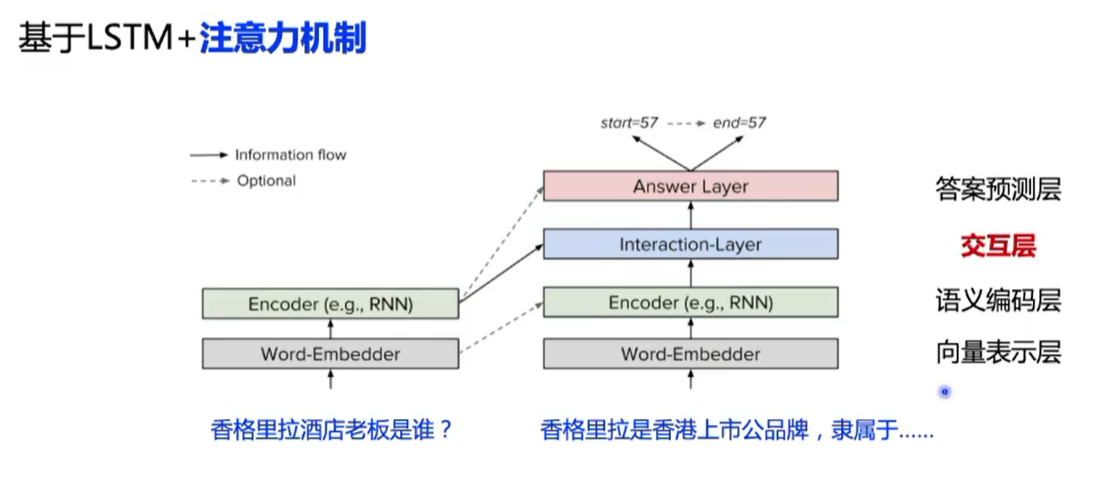 基于LSTM+注意力机制
start=57 end=57
Information flow
Optional
Answer Layer
答案预测层
Interaction-Layer
交互层
Encoder (e.g., RNN)
Encoder (e.g., RNN)
语义编码层
Word-Embedder
Word-Embedder
向量表示层
香格里拉酒店老板是谁？
香格里拉是香港上市公品牌，隶属于......